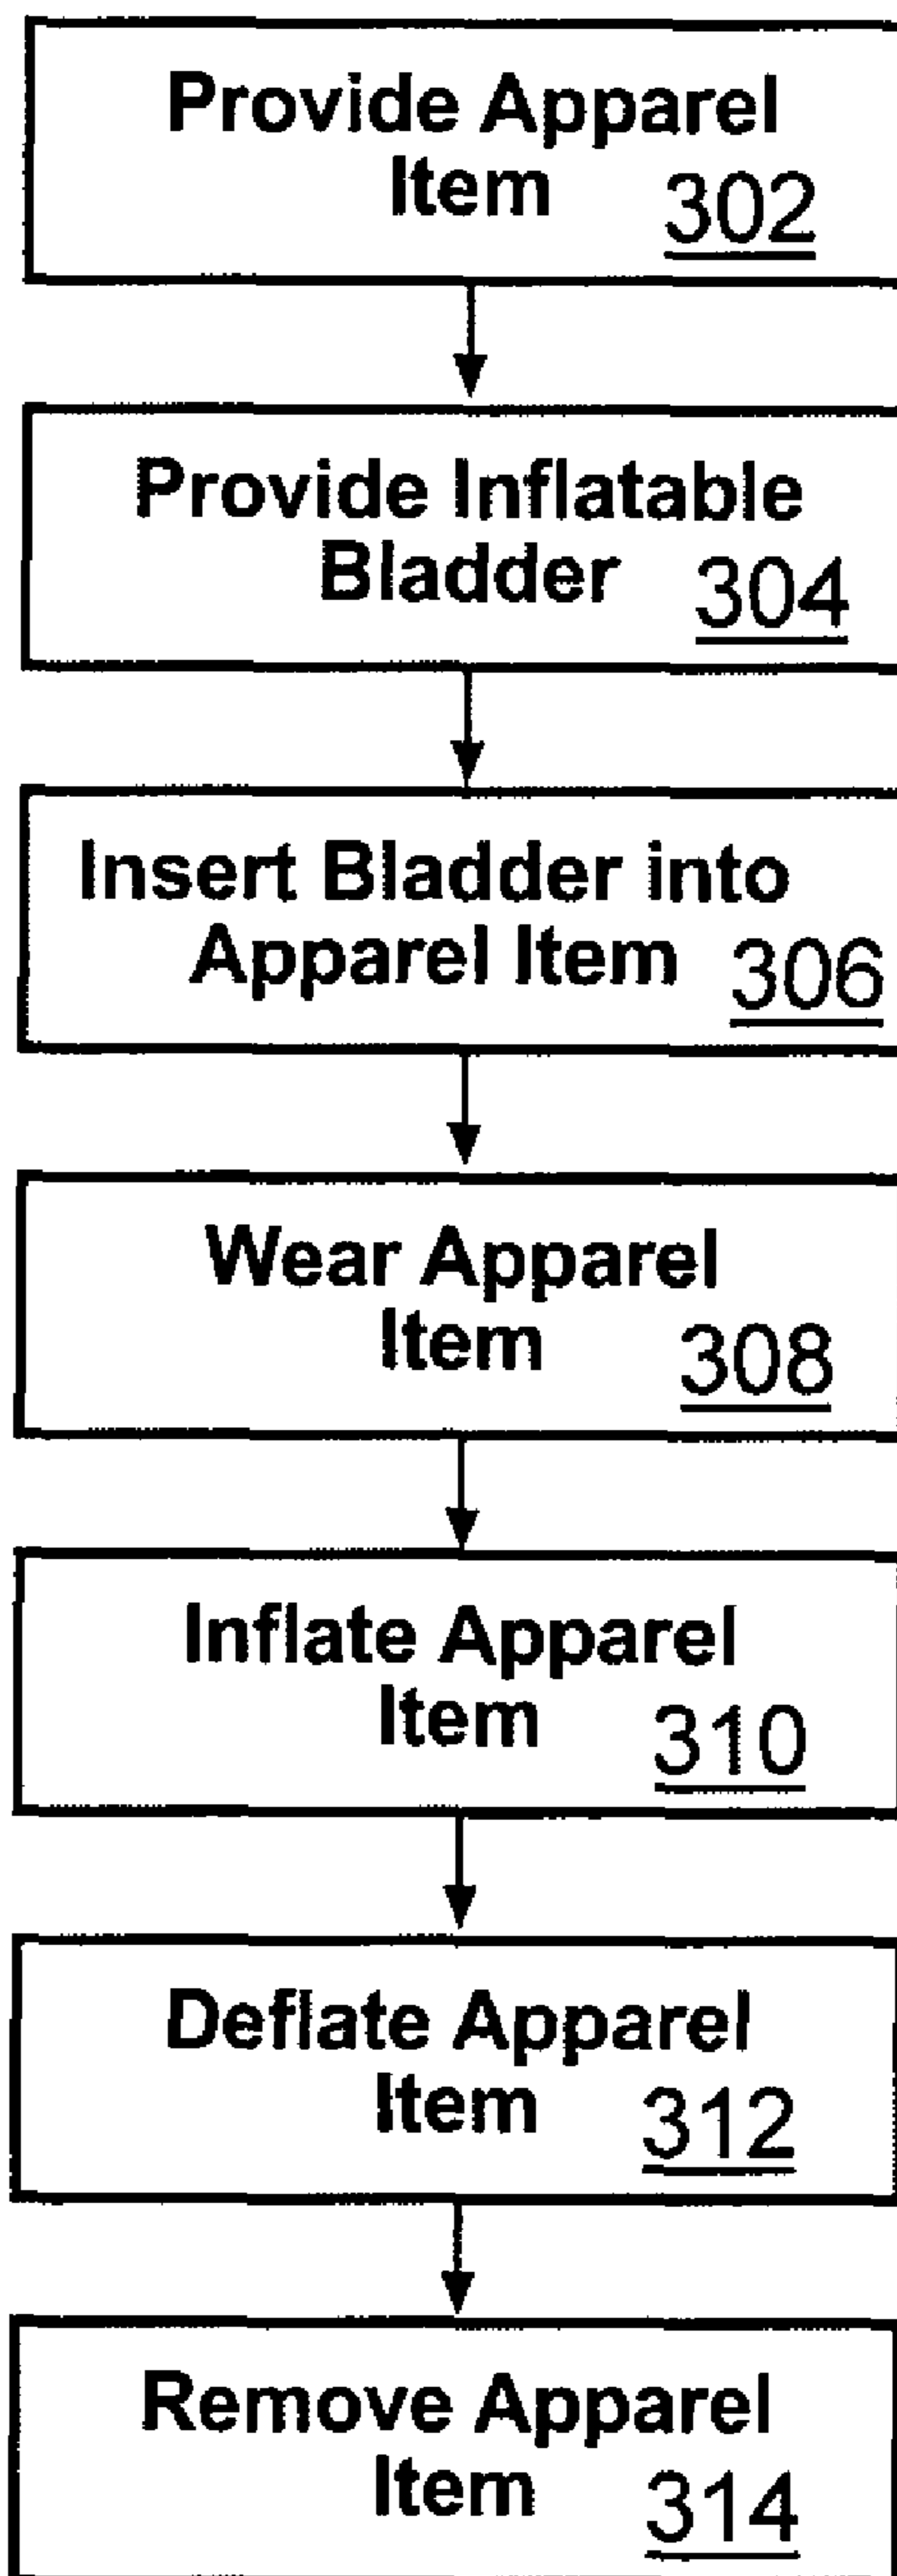 Provide Apparel
Item 302
Provide Inflatable
Bladder 304
Insert Bladder into
Apparel Item 306
Wear Apparel
Item 308
Inflate Apparel
Item 310
Deflate Apparel
Item 312
Remove Apparel
Item 314